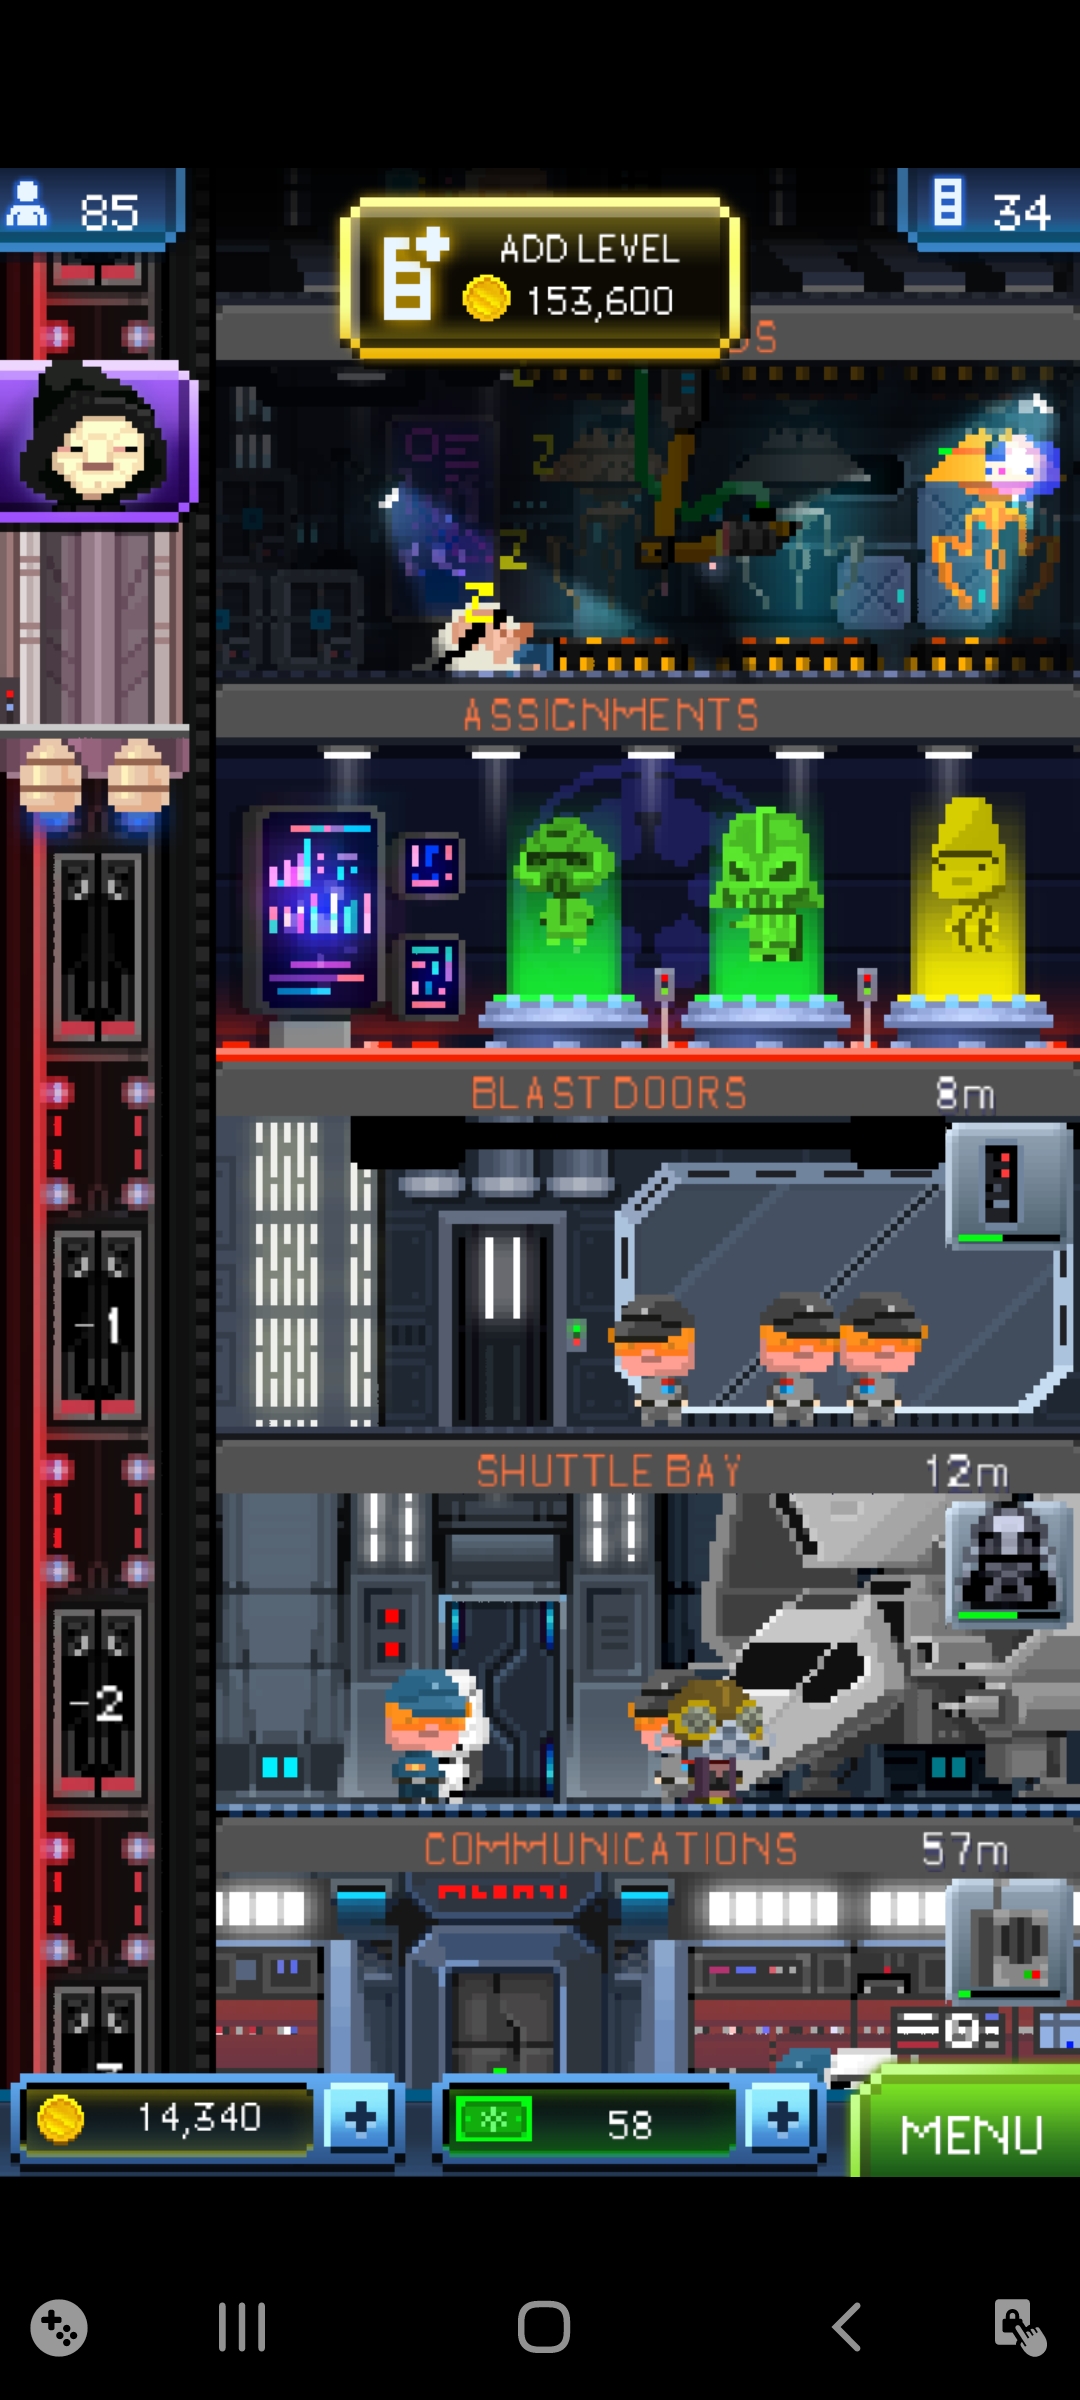 85
ADD LEVEL
153,600
34
Z
Z
Z
ASSIGNMENTS
BLAST DOORS 8m
-1
SHUTTLE BAY 12m
-2
COMMUNICATIONS 57m
14,340
58
MENU